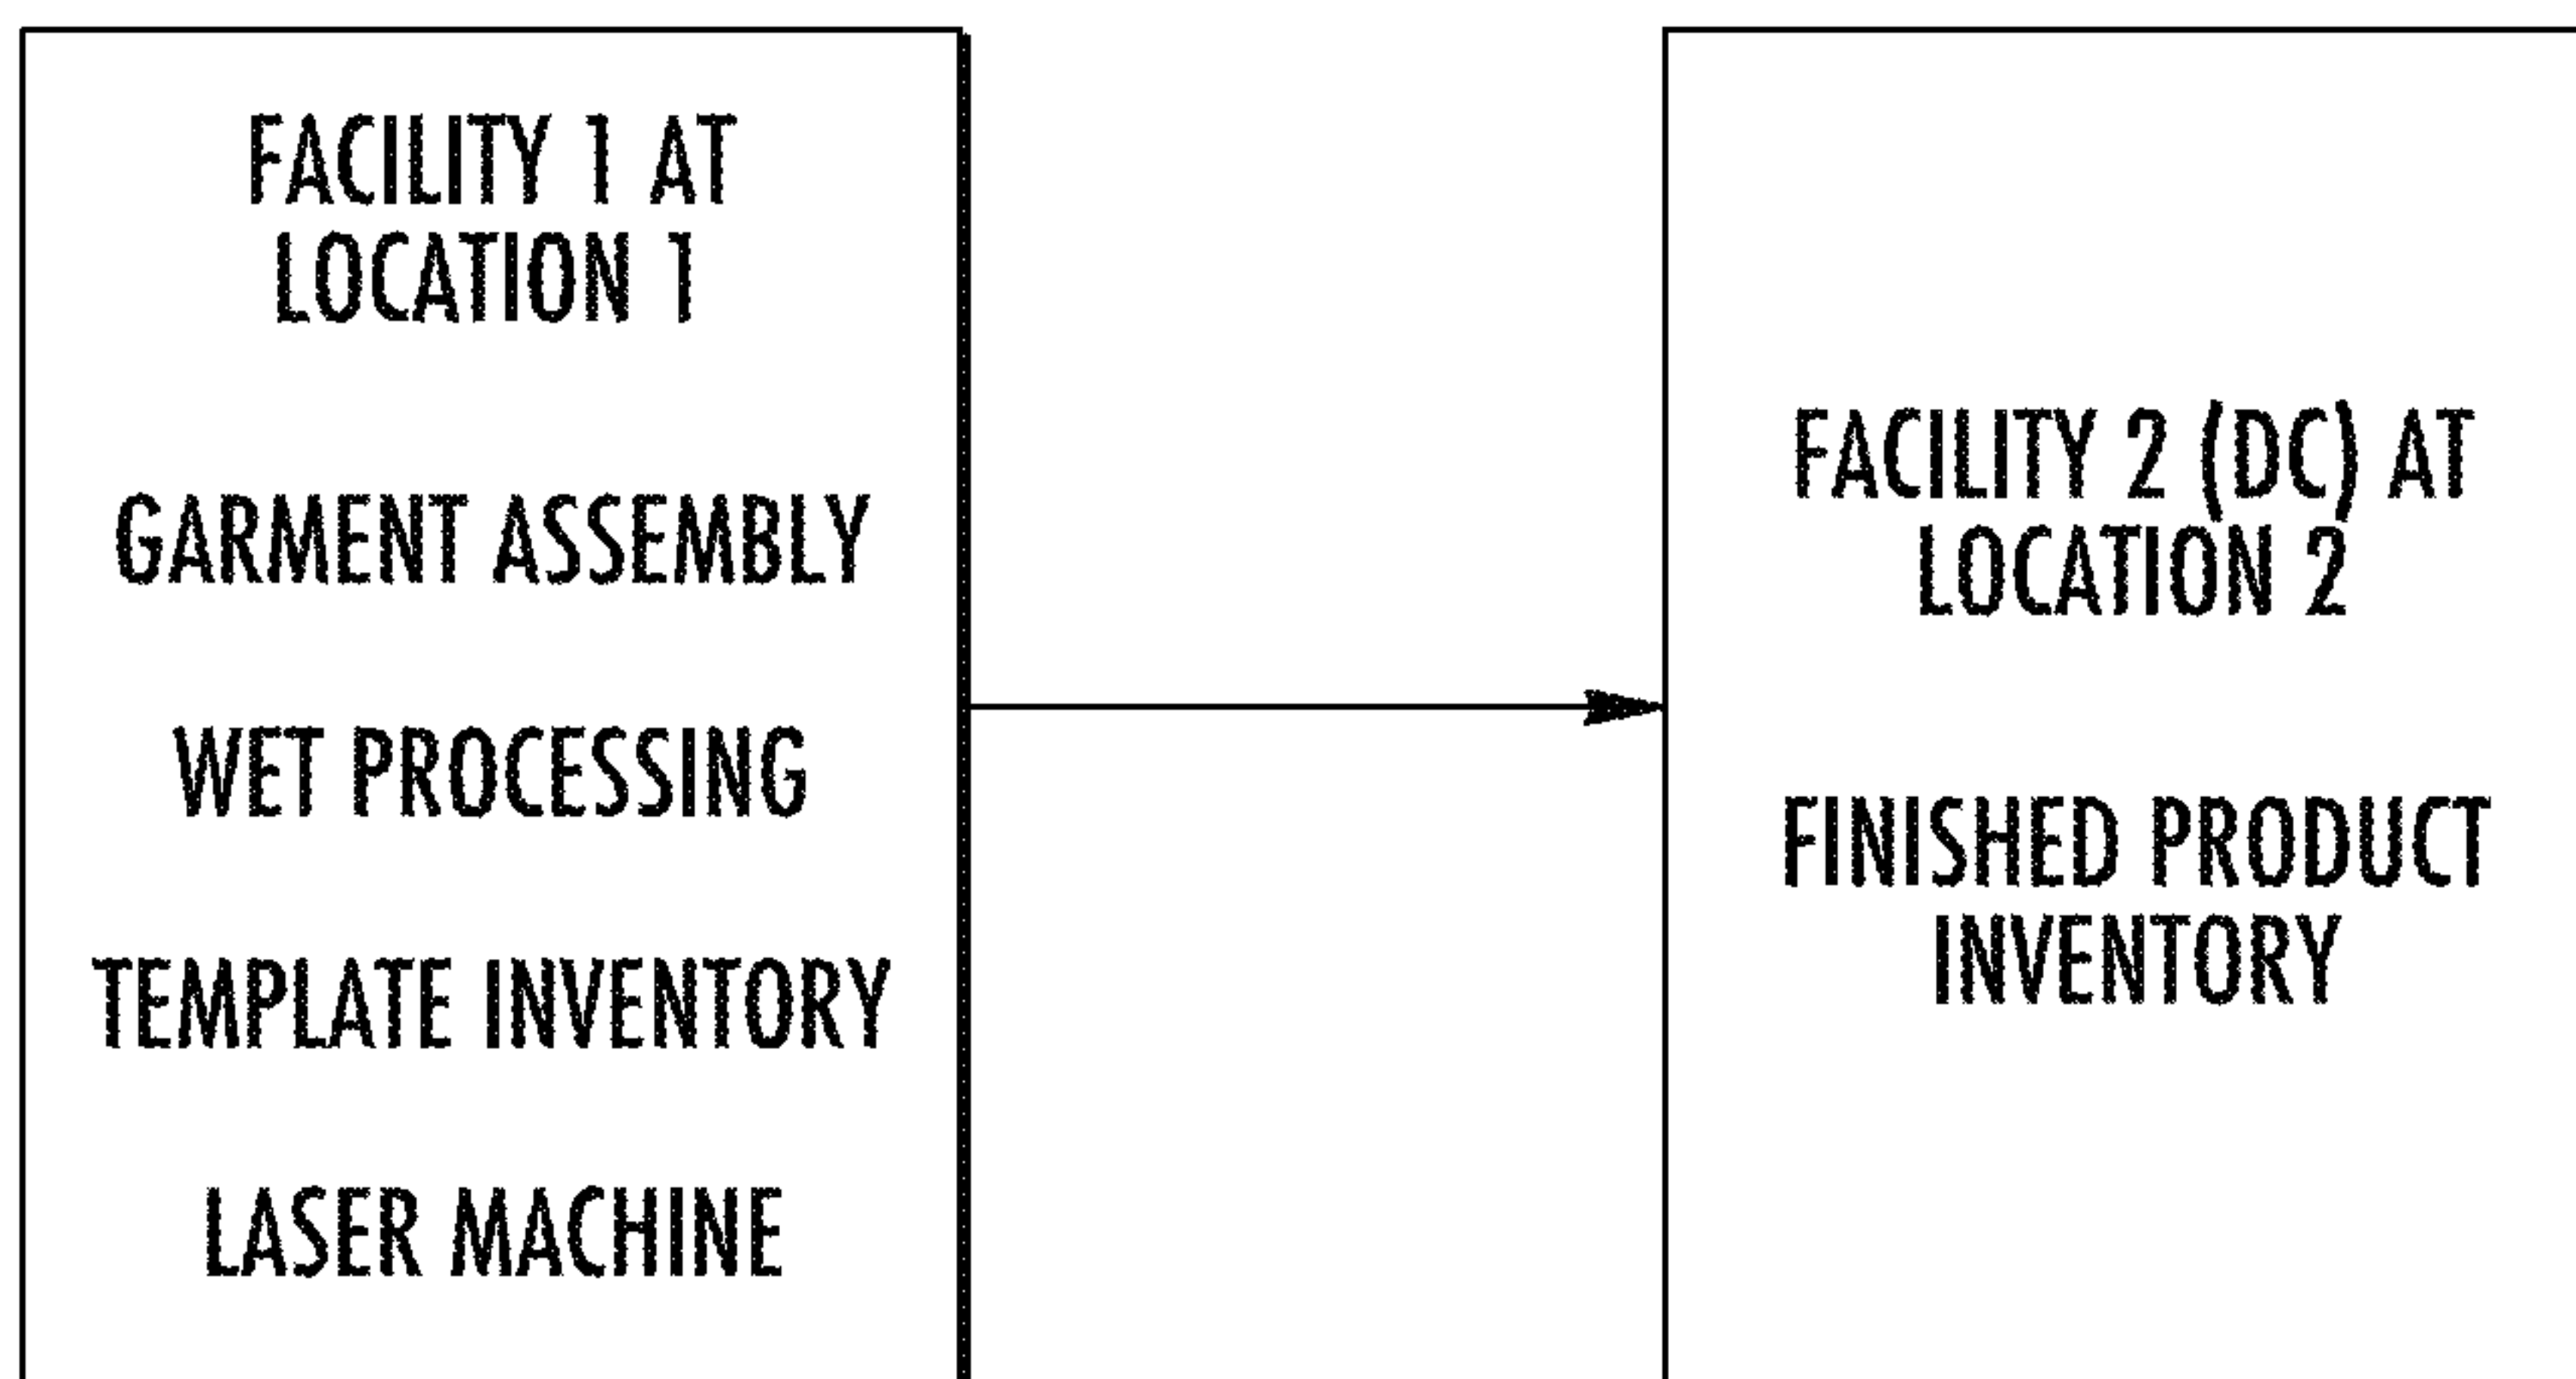 FACILITY 1 AT
LOCATION 1
GARMENT ASSEMBLY
WET PROCESSING
TEMPLATE INVENTORY
LASER MACHINE
FACILITY 2 (DC) AT
LOCATION 2
FINISHED PRODUCT
INVENTORY